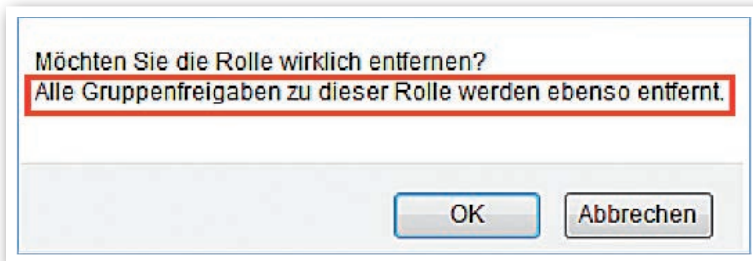 Möchten Sie die Rolle wirklich entfernen?
Alle Gruppenfreigaben zu dieser Rolle werden ebenso entfernt.
OK
Abbrechen